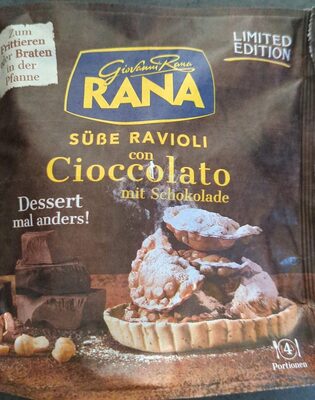 Zum
Frittieren
oder Braten
in der
Pfanne
LIMITED
EDITION
Giovanni Rana
RANA
SÜẞE RAVIOLI
con
Cioccolato
mit Schokolade
Dessert
mal anders!
4
Portionen